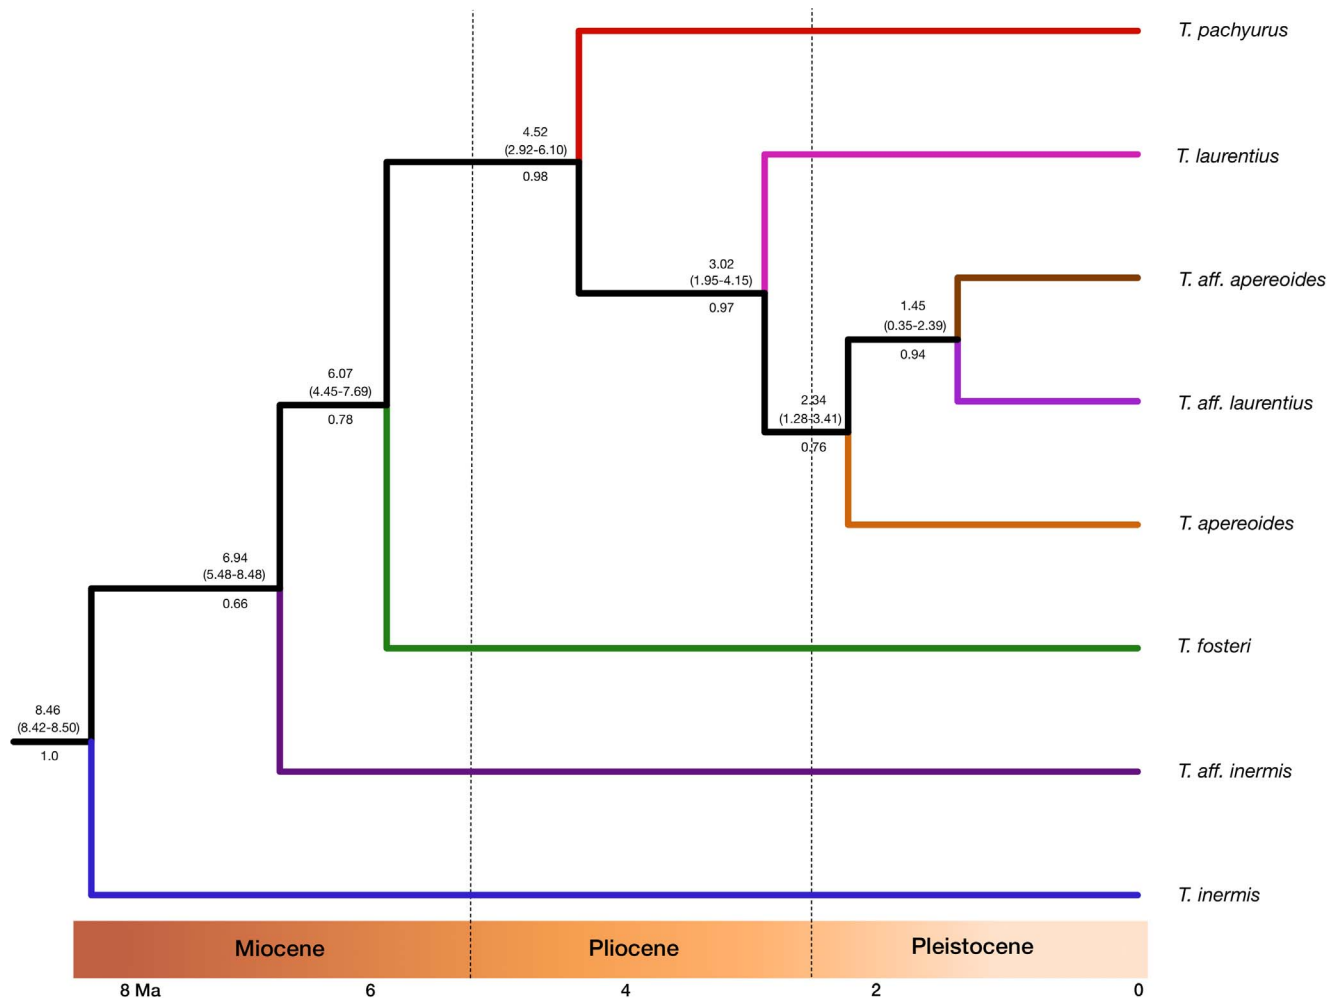 T. pachyurus
4.52
(2.92-6.10)
0.98
T. laurentius
3.02
(1.95-4.15)
0.97
T. aff. apereoides
1.45
(0.35-2.39)
0.94
6.07
(4.45-7.69)
0.78
2.34
(1.28-3.41)
0.76
T. aff. laurentius
T. apereoides
6.94
(5.48-8.48)
0.66
T. fosteri
8.46
(8.42-8.50)
1.0
T. aff. inermis
T. inermis
Miocene
Pliocene
Pleistocene
8 Ma
6
4
2
0